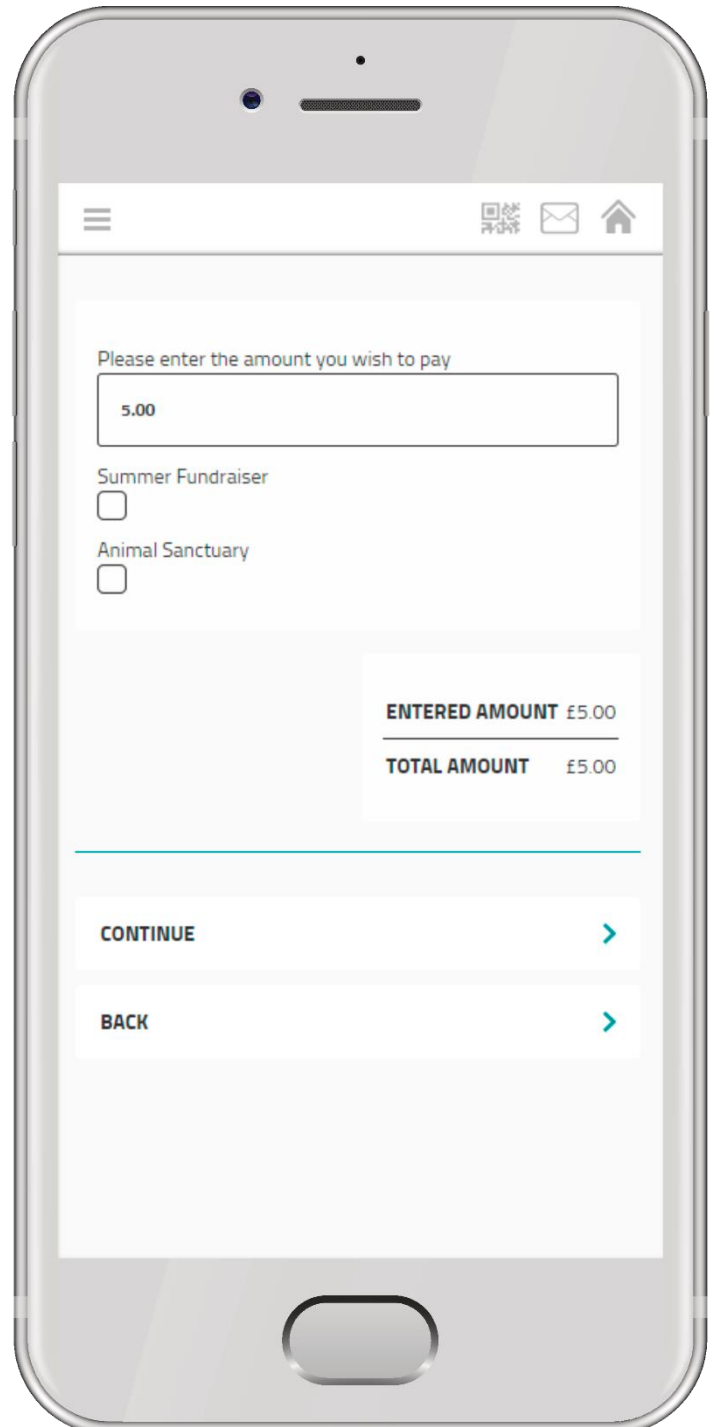 Please enter the amount you wish to pay
5.00
Summer Fundraiser
Animal Sanctuary
ENTERED AMOUNT £5.00
TOTAL AMOUNT £5.00
CONTINUE
BACK